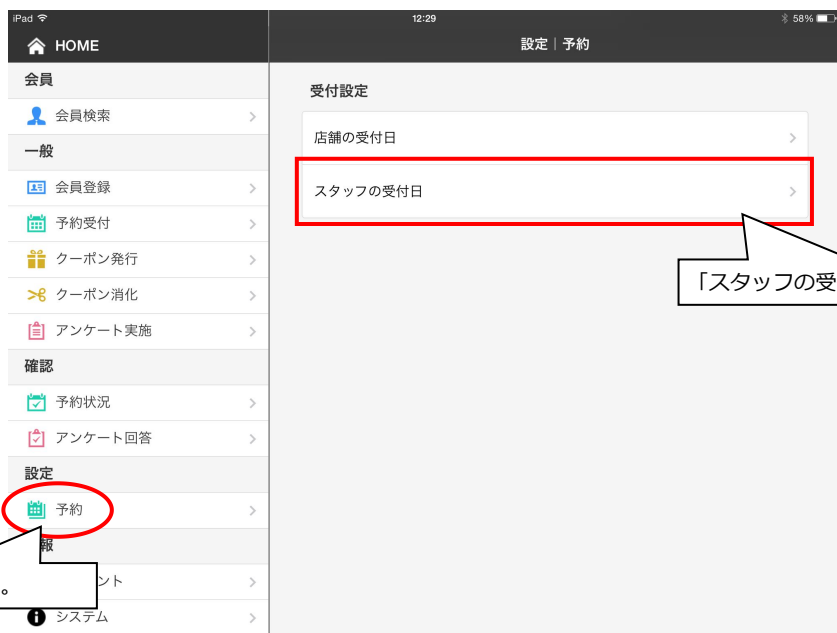 iPad
12:29
58%
HOME
設定｜予約
会員
会員検索
一般
会員登録
予約受付
クーポン発行
クーポン消化
アンケート実施
確認
予約状況
アンケート回答
設定
予約
報
ント
。
システム
受付設定
店舗の受付日
スタッフの受付日
「スタッフの受